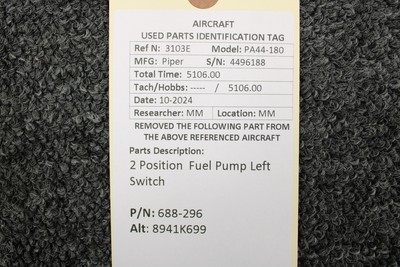 AIRCRAFT
USED PARTS IDENTIFICATION TAG
Ref N: 3103E Model: PA44-180
MFG: Piper S/N: 4496188
Total Time: 5106.00
Tach/Hobbs: ----- / 5106.00
Date: 10-2024
Researcher: MM Location: MM
REMOVED THE FOLLOWING PART FROM
THE ABOVE REFERENCED AIRCRAFT
Parts Description:
2 Position Fuel Pump Left
Switch
P/N: 688-296
Alt: 8941K699